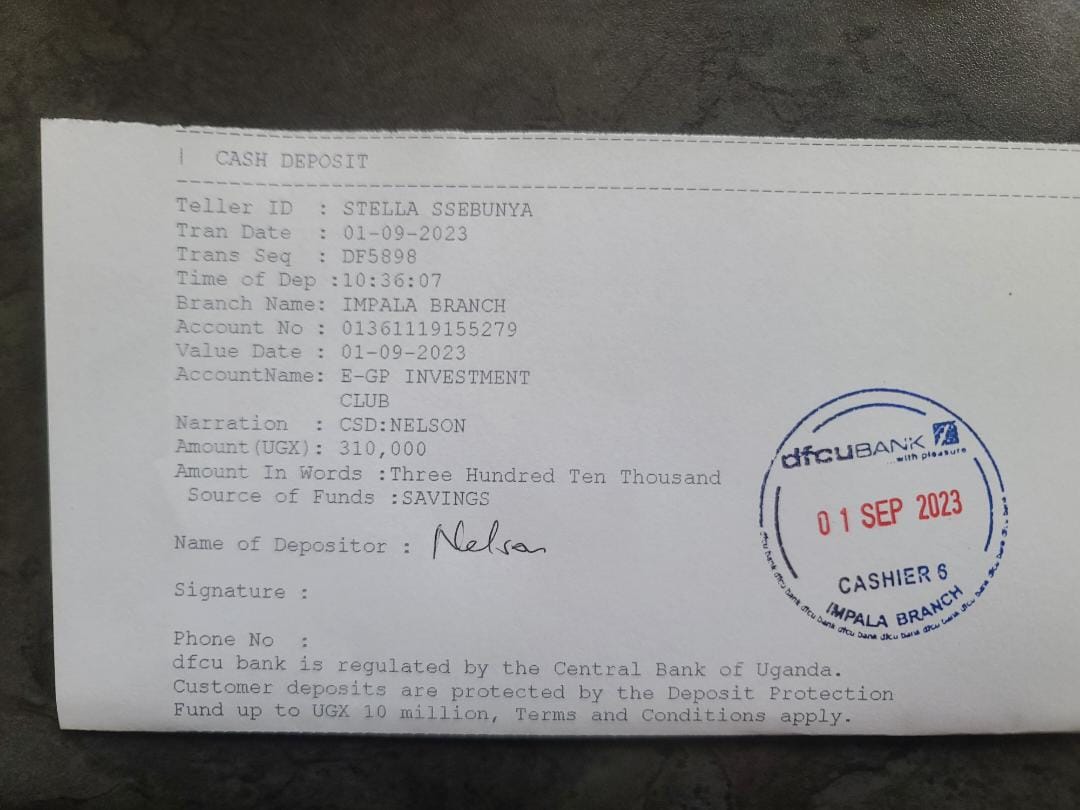 | CASH DEPOSIT
Teller ID : STELLA SSEBUNYA
Tran Date : 01-09-2023
Trans Seq : DF5898
Time of Dep :10:36:07
Branch Name: IMPALA BRANCH
Account No : 01361119155279
Value Date : 01-09-2023
AccountName: E-GP INVESTMENT
CLUB
Narration : CSD:NELSON
Amount(UGX): 310,000
Amount In Words :Three Hundred Ten Thousand
Source of Funds :SAVINGS
Name of Depositor : Nelson
Signature :
Phone No :
dfcu bank is regulated by the Central Bank of Uganda.
Customer deposits are protected by the Deposit Protection
Fund up to UGX 10 million, Terms and Conditions apply.
dfcu BANK
...with pleasure
01 SEP 2023
CASHIER 6
IMPALA BRANCH
dfcu bank dfcu bank dfcu bank dfcu bank dfcu bank dfcu bank dfcu bank